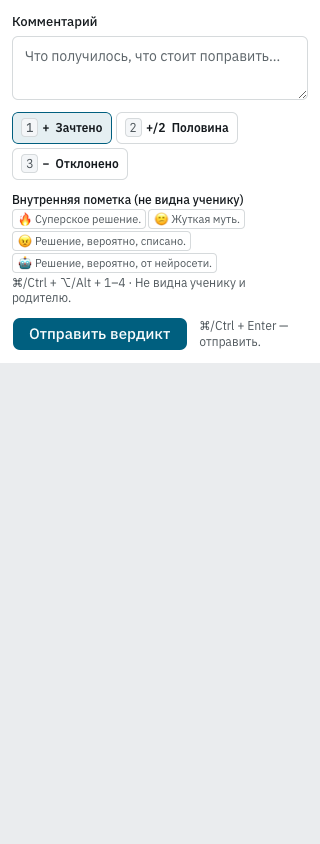 Комментарий
Что получилось, что стоит поправить...
1 + Зачтено 2 +/2 Половина
3 – Отклонено
Внутренняя пометка (не видна ученику)
🔥 Суперское решение. 😑 Жуткая муть.
😡 Решение, вероятно, списано.
🤖 Решение, вероятно, от нейросети.
⌘/Ctrl + ⌥/Alt + 1–4 · Не видна ученику и
родителю.
Отправить вердикт ⌘/Ctrl + Enter —
отправить.